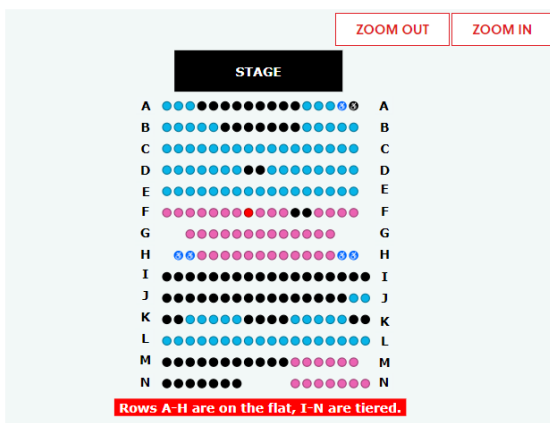 ZOOM OUT ZOOM IN
STAGE
A A
B B
C C
D D
E E
F F
G G
H H
I I
J J
K K
L L
M M
N N
Rows A-H are on the flat, I-N are tiered.